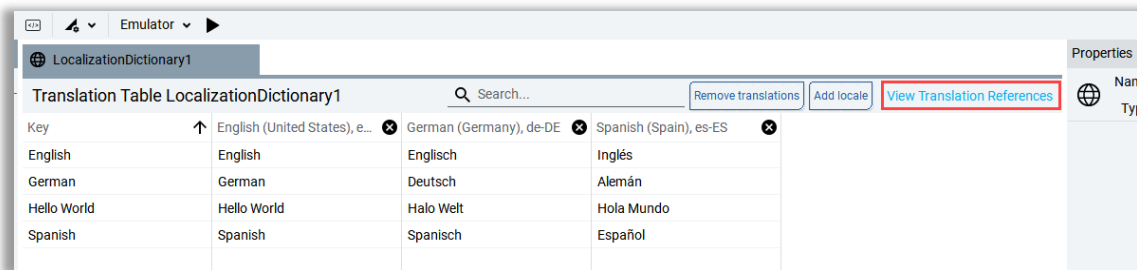 Emulator
LocalizationDictionary1
Properties
Translation Table LocalizationDictionary1 Search... Remove translations Add locale View Translation References
Key English (United States), e... German (Germany), de-DE Spanish (Spain), es-ES
English English Englisch Inglés
German German Deutsch Alemán
Hello World Hello World Halo Welt Hola Mundo
Spanish Spanish Spanisch Español